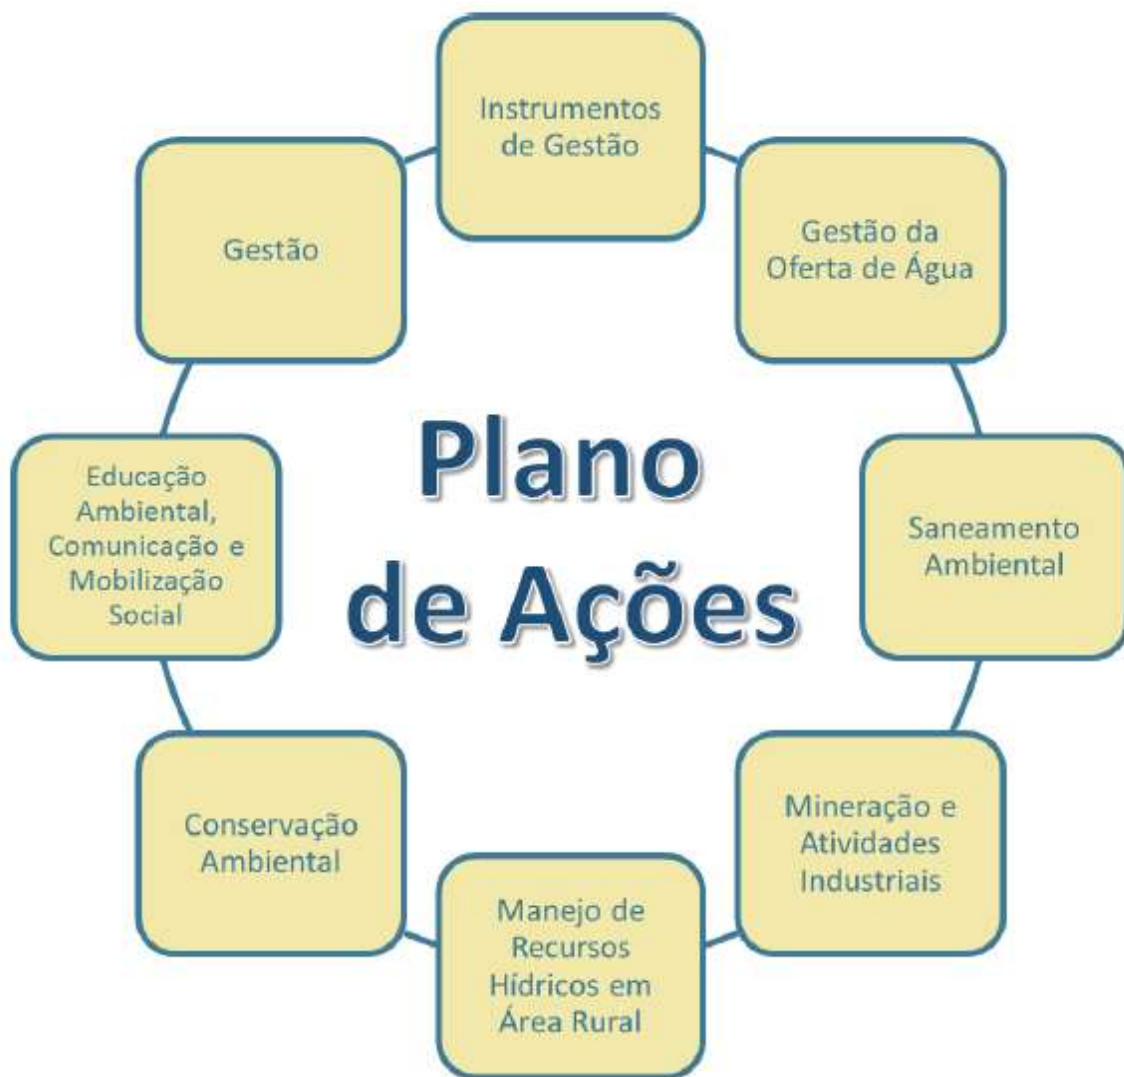 Instrumentos
de Gestão
Gestão da
Oferta de Água
Saneamento
Ambiental
Mineração e
Atividades
Industriais
Manejo de
Recursos
Hídricos em
Área Rural
Conservação
Ambiental
Educação
Ambiental,
Comunicação e
Mobilização
Social
Gestão
Plano
de Ações